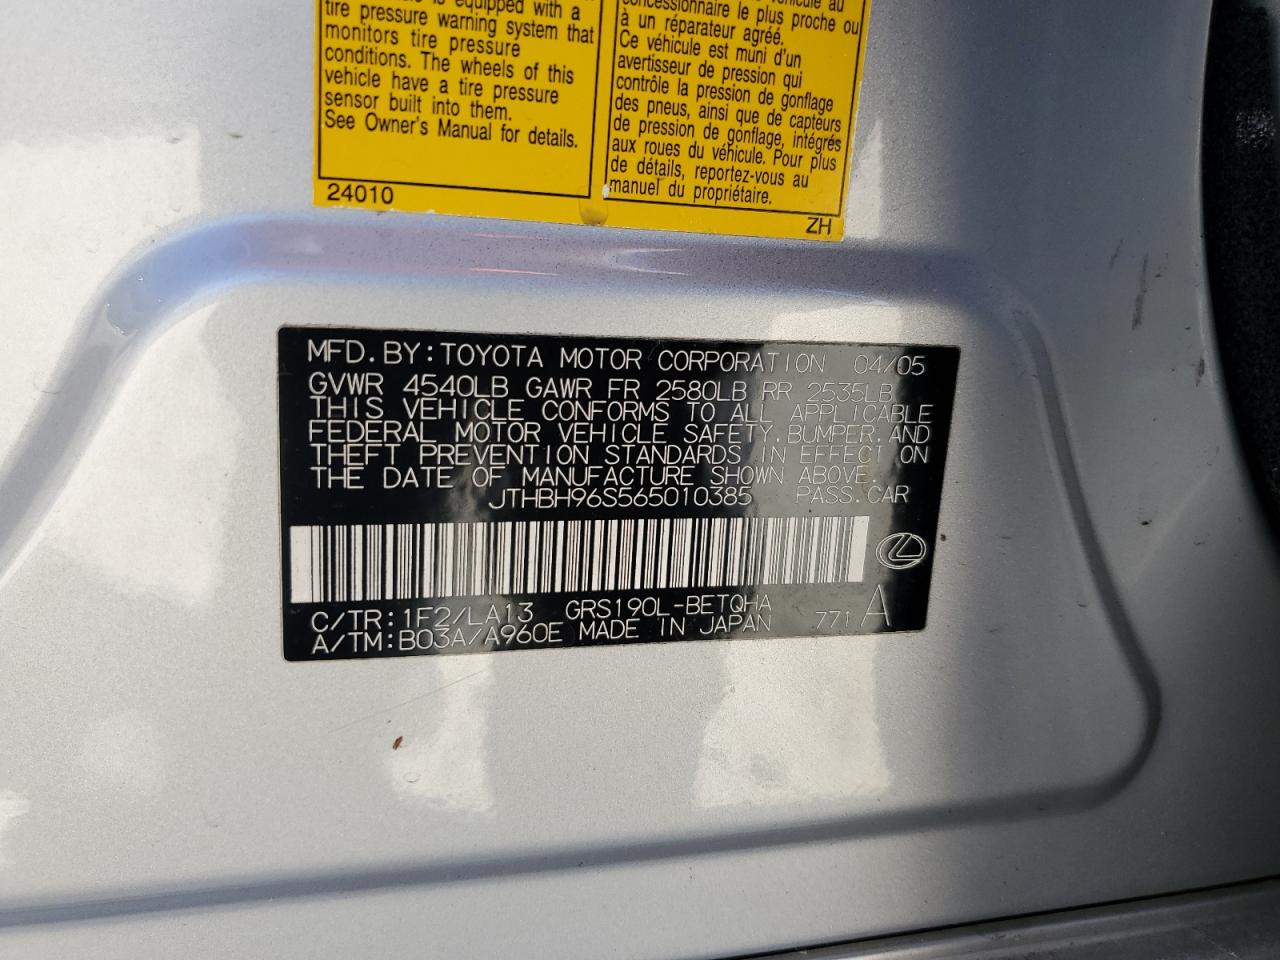 is equipped with a
tire pressure warning system that
monitors tire pressure
conditions. The wheels of this
vehicle have a tire pressure
sensor built into them.
See Owner's Manual for details.
24010
véhicule au
concessionnaire le plus proche ou
à un réparateur agréé.
Ce véhicule est muni d'un
avertisseur de pression qui
contrôle la pression de gonflage
des pneus, ainsi que de capteurs
de pression de gonflage, intégrés
aux roues du véhicule. Pour plus
de détails, reportez-vous au
manuel du propriétaire.
ZH
MFD.BY:TOYOTA MOTOR CORPORATION 04/05
GVWR 4540LB GAWR FR 2580LB RR 2535LB
THIS VEHICLE CONFORMS TO ALL APPLICABLE
FEDERAL MOTOR VEHICLE SAFETY,BUMPER,AND
THEFT PREVENTION STANDARDS IN EFFECT ON
THE DATE OF MANUFACTURE SHOWN ABOVE.
JTHBH96S565010385 PASS.CAR
C/TR:1F2/LA13 GRS190L-BETQHA
A/TM:B03A/A960E MADE IN JAPAN 771 A